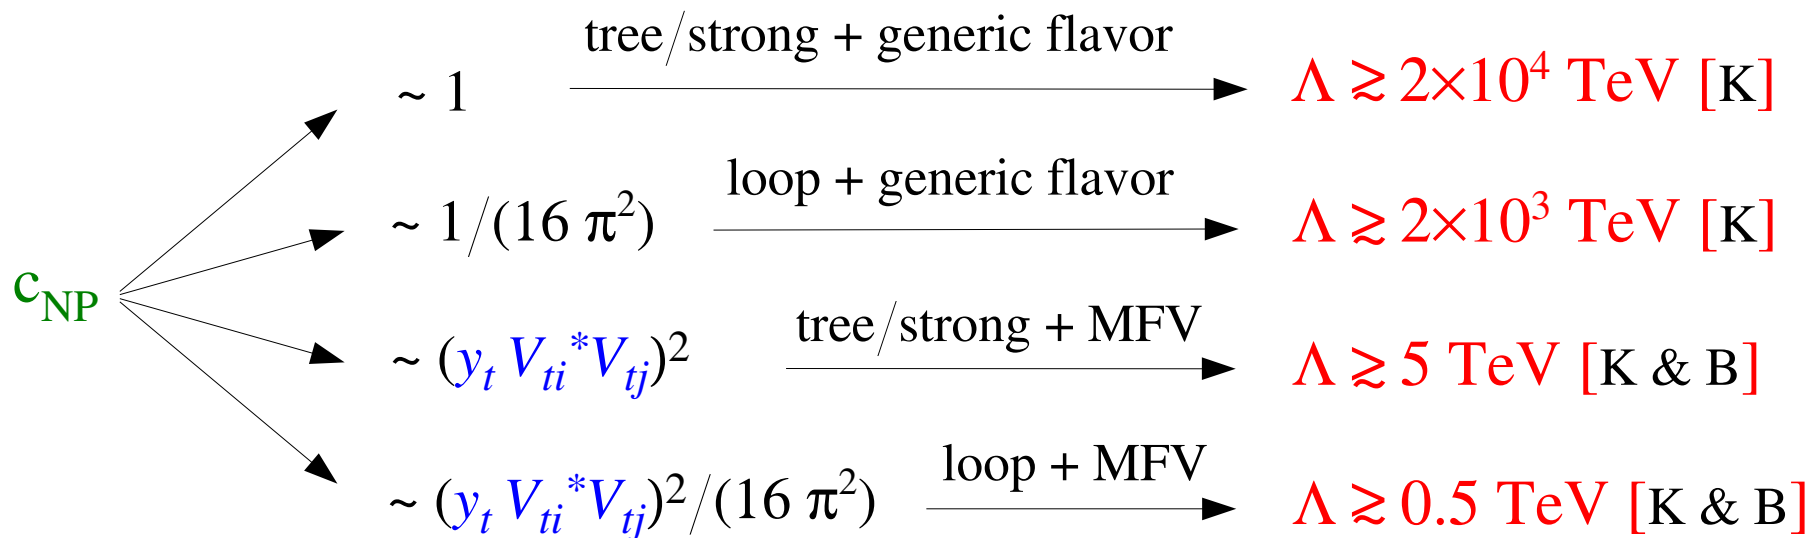 tree/strong + generic flavor
~ 1 Λ ≳ 2×10⁴ TeV [K]
loop + generic flavor
~ 1/(16 π²) Λ ≳ 2×10³ TeV [K]
c_NP
tree/strong + MFV
~ (y_t V_ti* V_tj)² Λ ≳ 5 TeV [K & B]
loop + MFV
~ (y_t V_ti* V_tj)²/(16 π²) Λ ≳ 0.5 TeV [K & B]